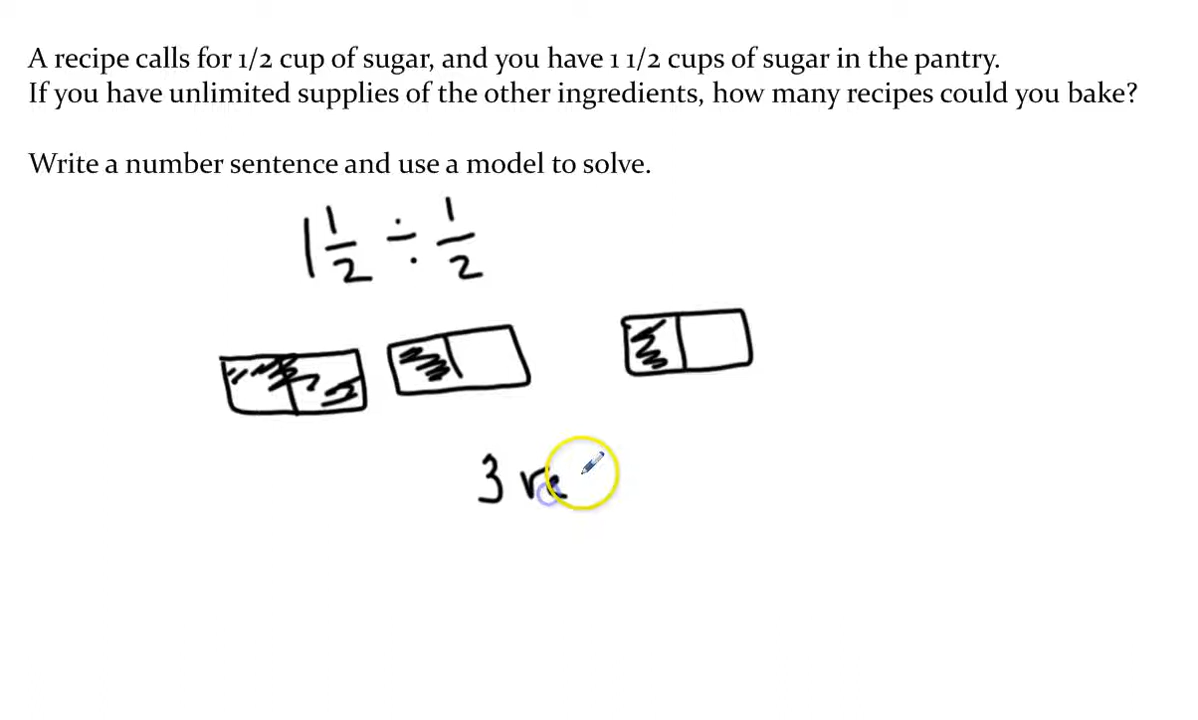 A recipe calls for 1/2 cup of sugar, and you have 1 1/2 cups of sugar in the pantry.
If you have unlimited supplies of the other ingredients, how many recipes could you bake?
Write a number sentence and use a model to solve.
1 1/2 ÷ 1/2
3 re